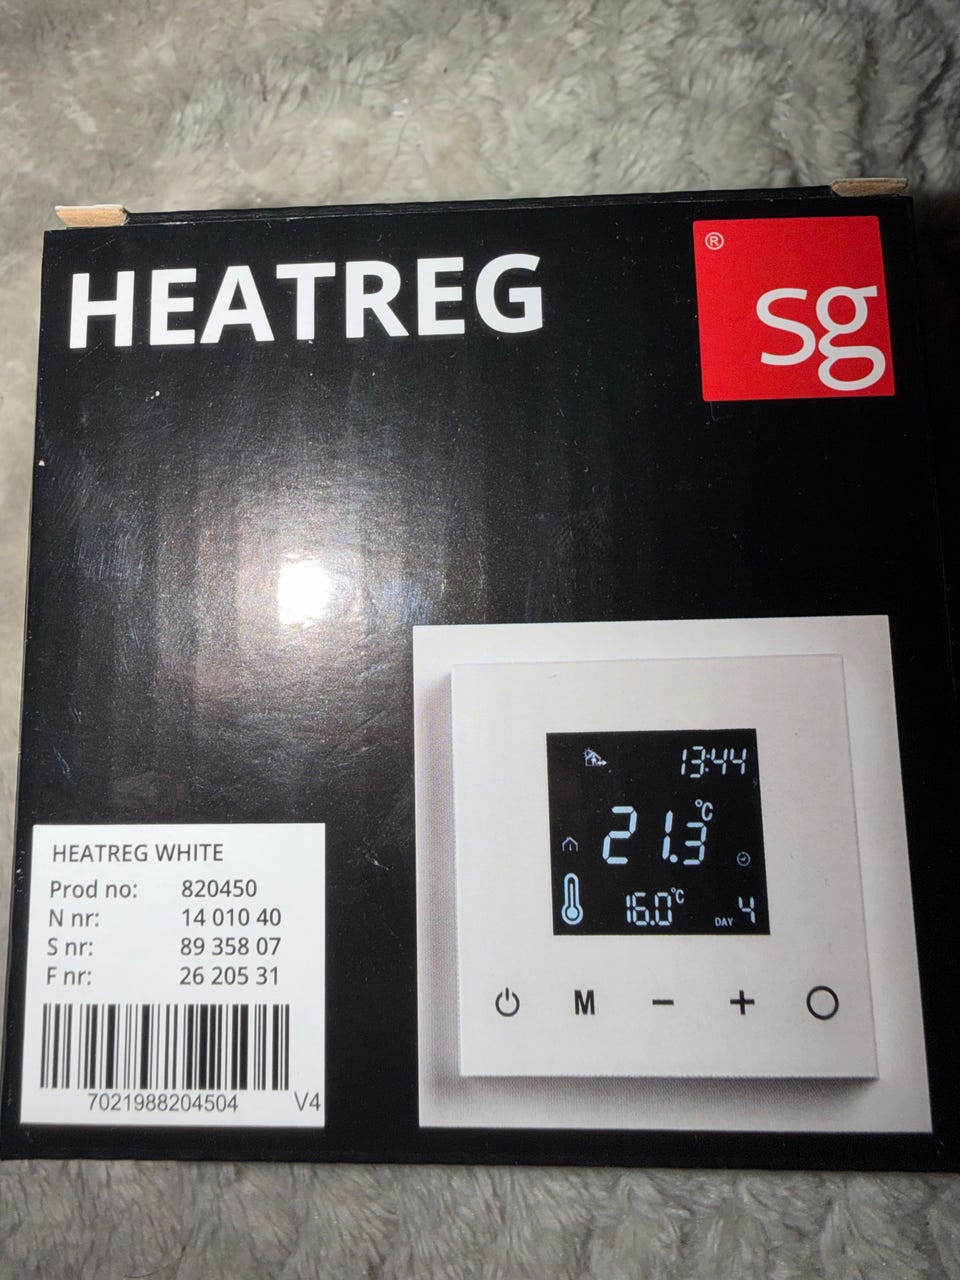 HEATREG
®
sg
13:44
21.3°C
16.0°C
DAY 4
M - +
HEATREG WHITE
Prod no: 820450
N nr: 14 010 40
S nr: 89 358 07
F nr: 26 205 31
7021988204504 V4